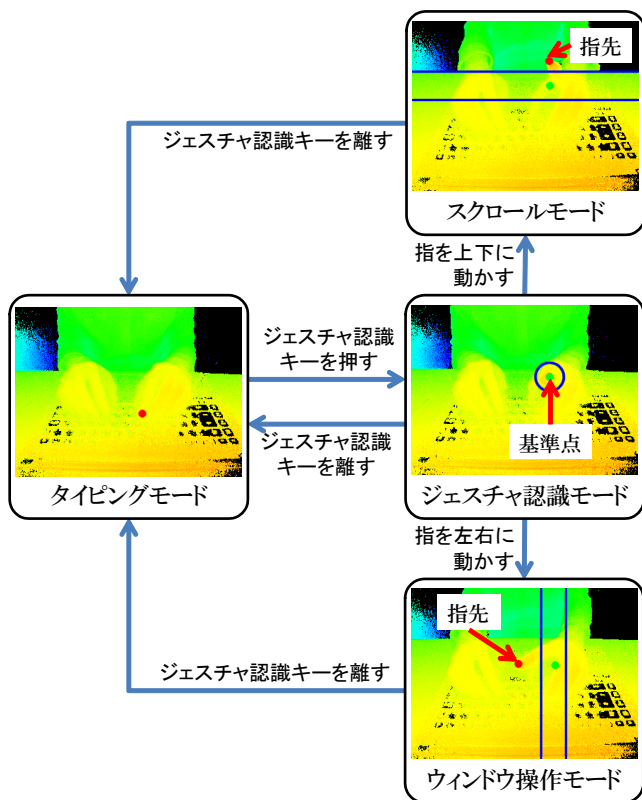 指先
ジェスチャ認識キーを離す
スクロールモード
指を上下に
動かす
ジェスチャ認識
キーを押す
基準点
ジェスチャ認識
キーを離す
タイピングモード
ジェスチャ認識モード
指を左右に
動かす
指先
ジェスチャ認識キーを離す
ウィンドウ操作モード